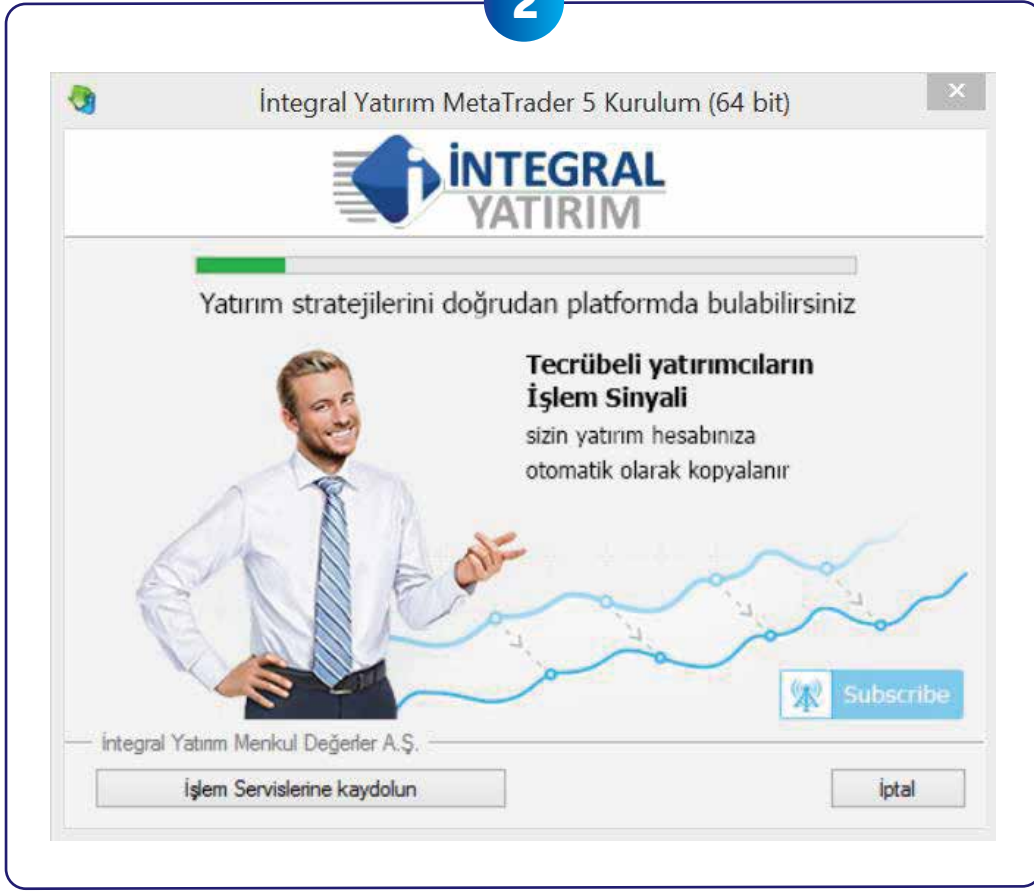 2
İntegral Yatırım MetaTrader 5 Kurulum (64 bit)
İNTEGRAL
YATIRIM
Yatırım stratejilerini doğrudan platformda bulabilirsiniz
Tecrübeli yatırımcıların
İşlem Sinyali
sizin yatırım hesabınıza
otomatik olarak kopyalanır
Subscribe
İntegral Yatırım Menkul Değerler A.Ş.
İşlem Servislerine kaydolun
İptal